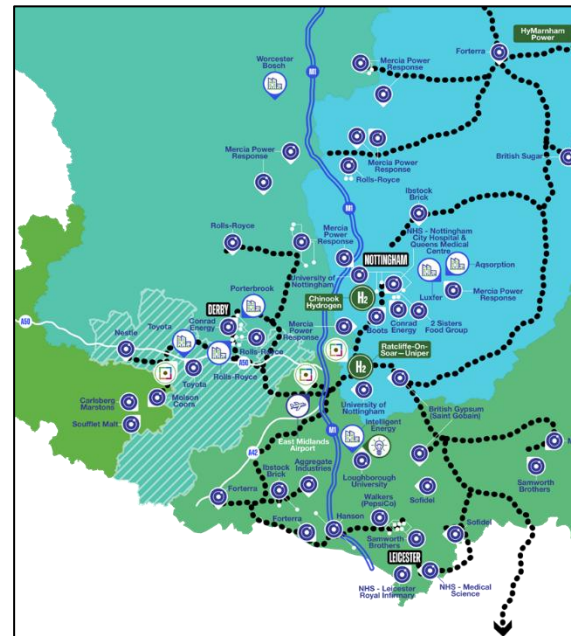 HyMarnham
Power
Forterra
Worcester
Bosch
Mercia Power
Response
M1
Mercia Power
Response
Mercia Power
Response
Rolls-Royce
British Sugar
Ibstock
Brick
M1
Rolls-Royce
Mercia
Power
Response
NHS - Nottingham
City Hospital &
Queens Medical
Centre
NOTTINGHAM
University of
Nottingham
Aqsorption
Luxfer
Mercia Power
Response
Porterbrook
Chinook
Hydrogen
H2
DERBY
Conrad
Energy
Mercia Power
Response
Boots
Conrad
Energy
2 Sisters
Food Group
A50
Nestle
Toyota
Rolls-Royce
A50
Ratcliffe-On-
Soar—Uniper
H2
Toyota
Rolls-Royce
Carlsberg
Marstons
Molson
Coors
Soufflet Malt
University of
Nottingham
British Gypsum
(Saint Gobain)
M1
Intelligent
Energy
East Midlands
Airport
A42
Loughborough
University
Ibstock
Brick
Aggregate
Industries
Forterra
Sofidel
Samworth
Brothers
M
Walkers
(PepsiCo)
Forterra
Hanson
Samworth
Brothers
Sofidel
LEICESTER
NHS - Leicester
Royal Infirmary
NHS - Medical
Science